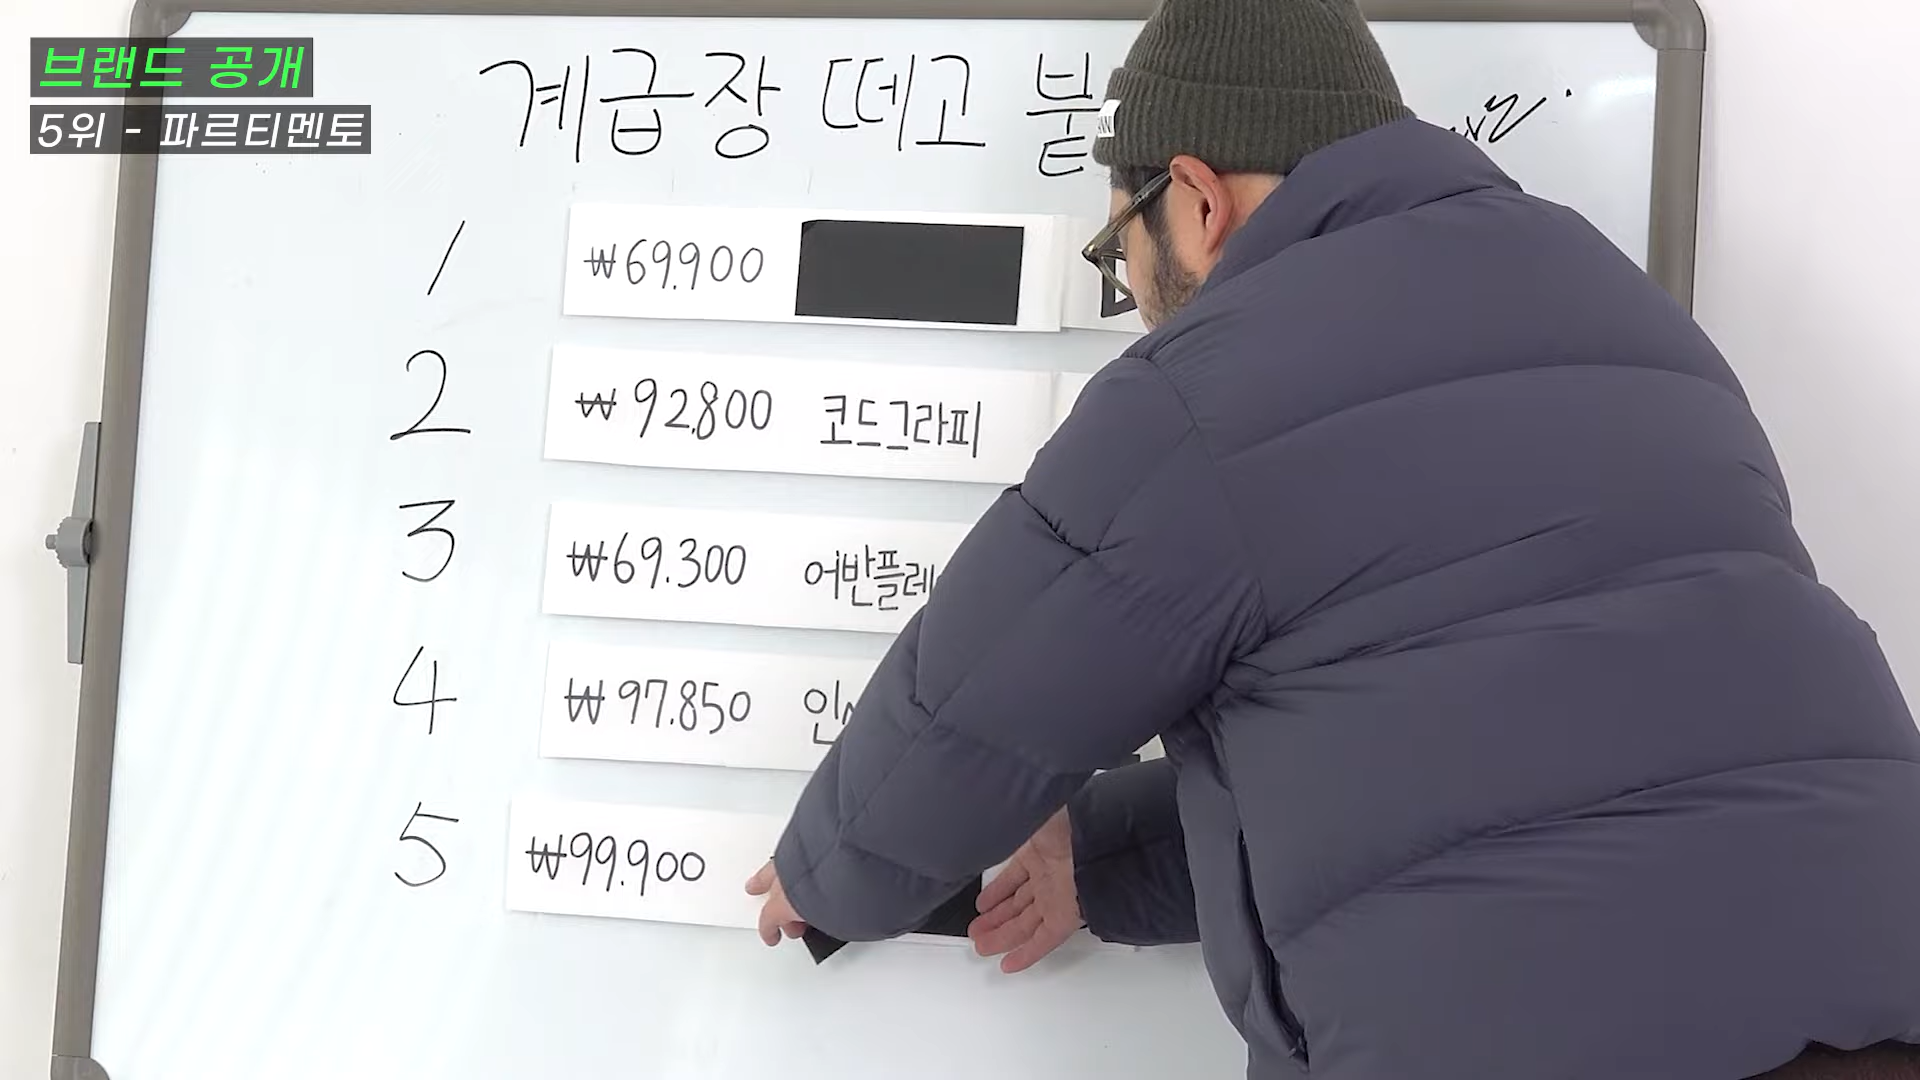 브랜드 공개
5위 - 파르티멘토
계급장 떼고 붙
1 ₩69.900
2 ₩92.800 코드그라피
3 ₩69.300 어반플레
4 ₩97.850 인
5 ₩99.900